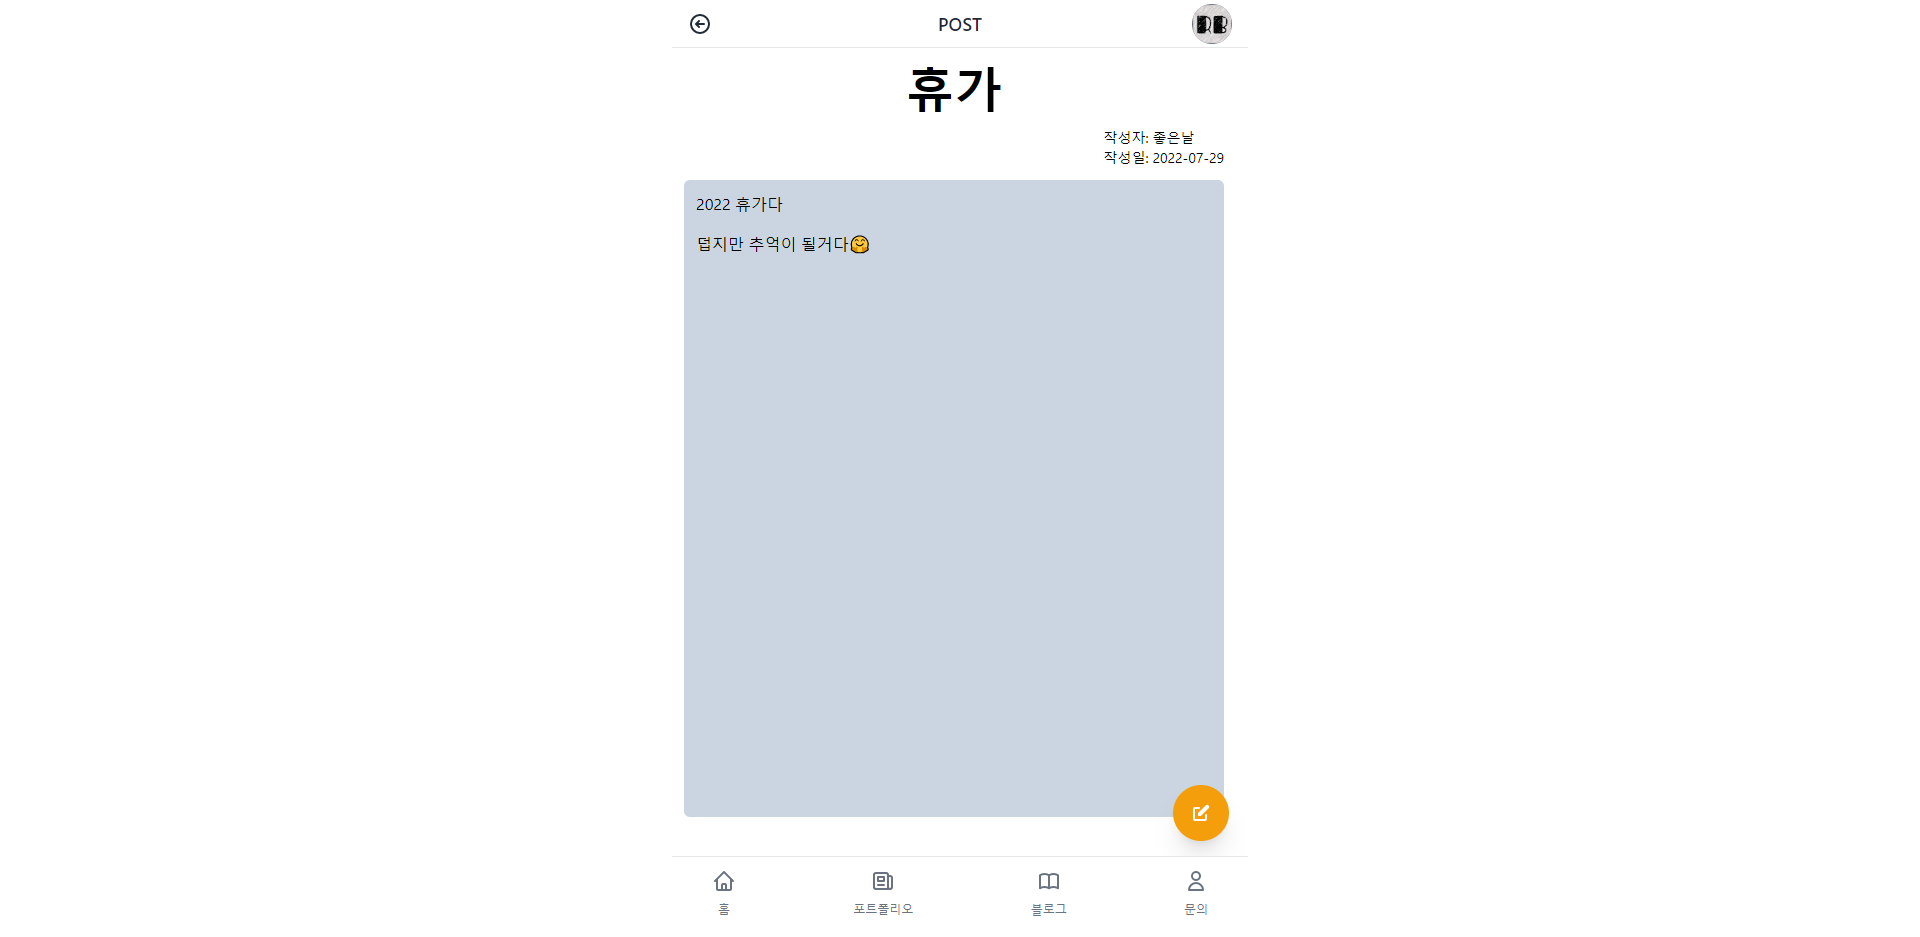 POST
휴가
작성자: 좋은날
작성일: 2022-07-29
2022 휴가다
덥지만 추억이 될거다🤗
홈
포트폴리오
블로그
문의